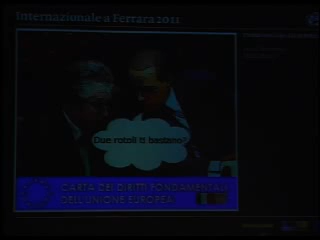 Internazionale a Ferrara 2011
Due rotoli ti bastano?
CARTA DEI DIRITTI FONDAMENTALI
DELL'UNIONE EUROPEA